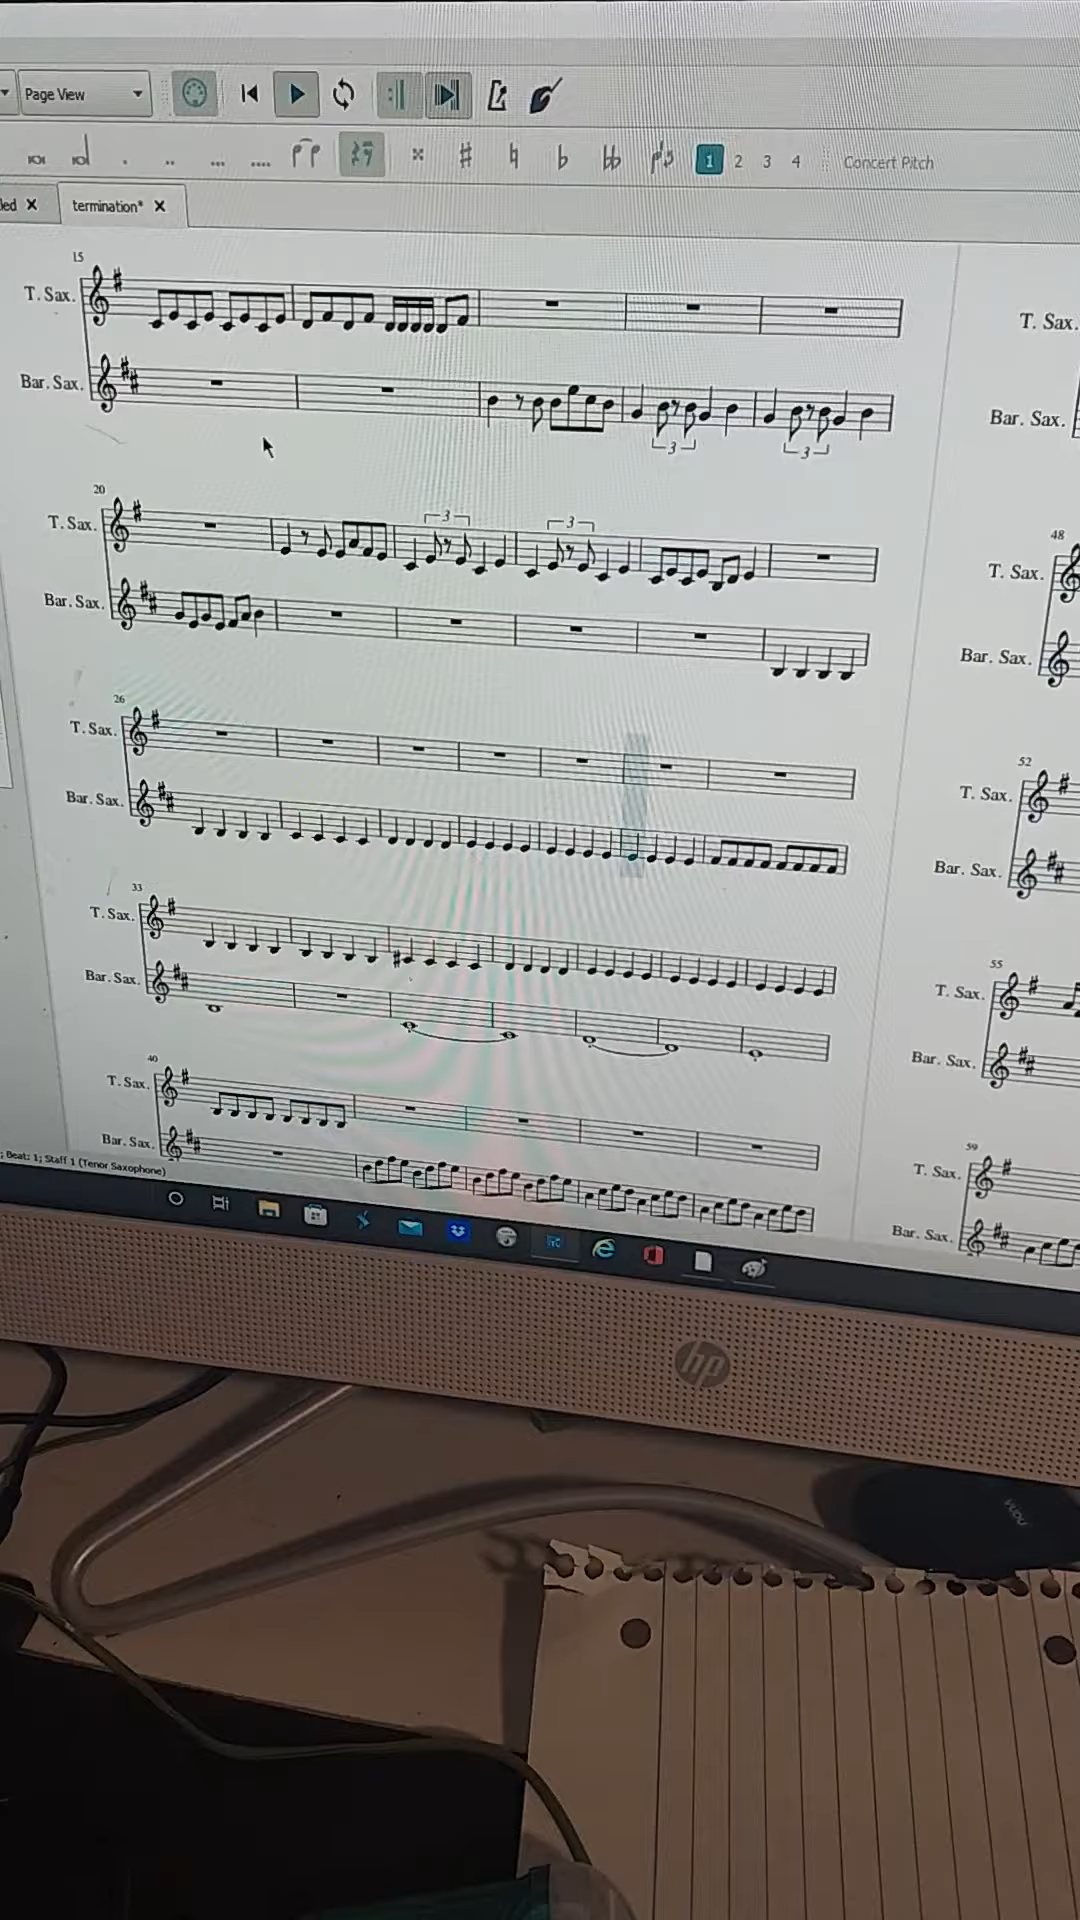 Page View
1 2 3 4 Concert Pitch
led X termination* X
15
T. Sax.
Bar. Sax.
3 3
20
T. Sax.
3 3
Bar. Sax.
26
T. Sax.
Bar. Sax.
33
T. Sax.
Bar. Sax.
40
T. Sax.
Bar. Sax.
; Beat: 1; Staff 1 (Tenor Saxophone)
T. Sax.
Bar. Sax.
48
T. Sax.
Bar. Sax.
52
T. Sax.
Bar. Sax.
55
T. Sax.
Bar. Sax.
59
T. Sax.
Bar. Sax.
hp